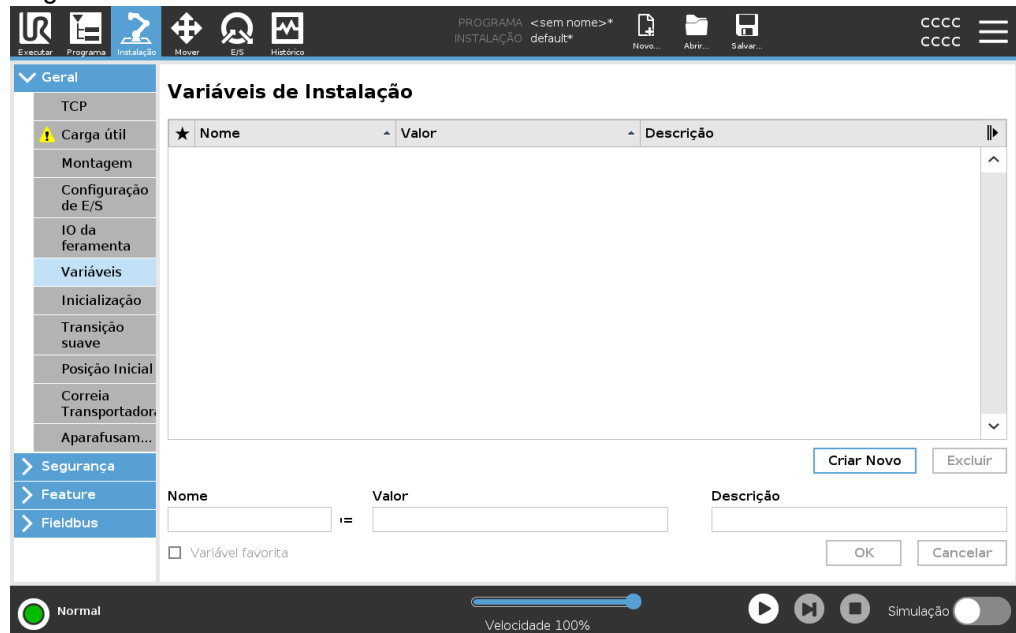 PROGRAMA <sem nome>*
INSTALAÇÃO default*
Executar Programa Instalação Mover E/S Histórico Novo... Abrir... Salvar...
cccc
cccc
Geral
TCP
Carga útil
Montagem
Configuração
de E/S
IO da
feramenta
Variáveis
Inicialização
Transição
suave
Posição Inicial
Correia
Transportadora
Aparafusam...
Segurança
Feature
Fieldbus
Variáveis de Instalação
Nome Valor Descrição
Criar Novo Excluir
Nome Valor Descrição
:=
Variável favorita OK Cancelar
Normal
Velocidade 100%
Simulação